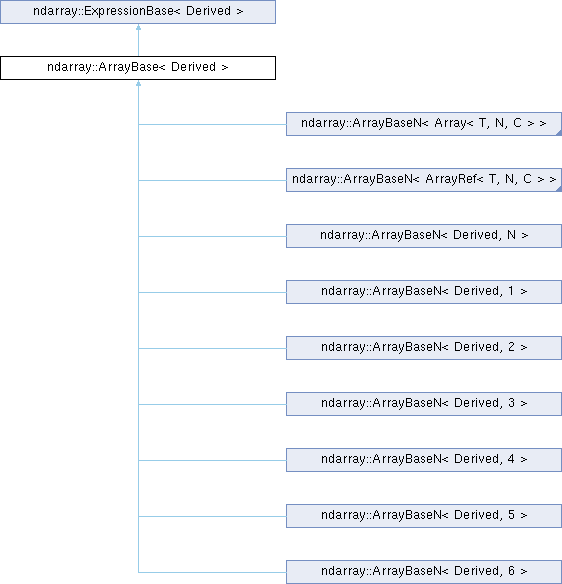 ndarray::ExpressionBase< Derived >
ndarray::ArrayBase< Derived >
ndarray::ArrayBaseN< Array< T, N, C > >
ndarray::ArrayBaseN< ArrayRef< T, N, C > >
ndarray::ArrayBaseN< Derived, N >
ndarray::ArrayBaseN< Derived, 1 >
ndarray::ArrayBaseN< Derived, 2 >
ndarray::ArrayBaseN< Derived, 3 >
ndarray::ArrayBaseN< Derived, 4 >
ndarray::ArrayBaseN< Derived, 5 >
ndarray::ArrayBaseN< Derived, 6 >